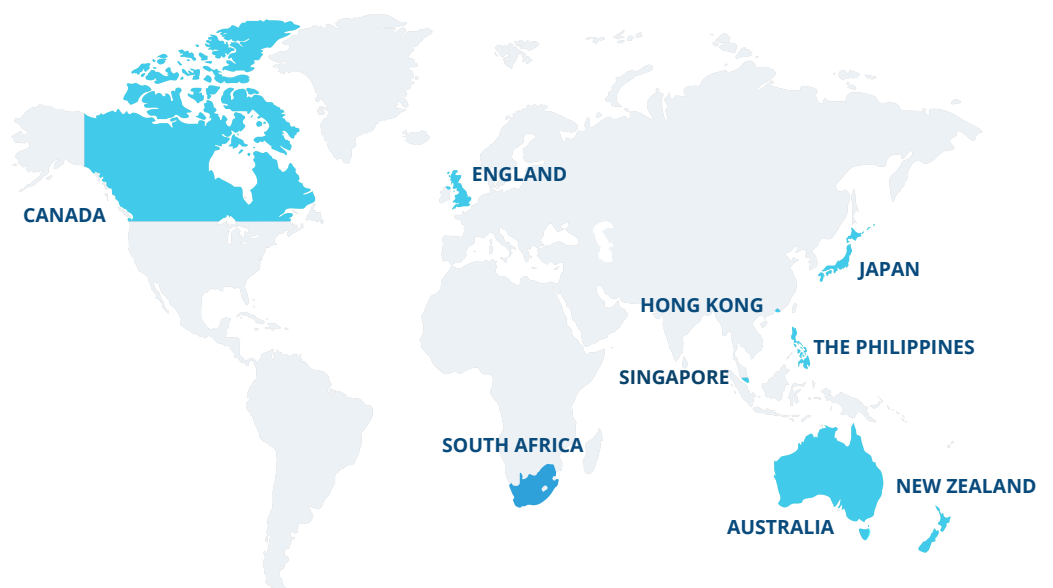 ENGLAND
CANADA
JAPAN
HONG KONG
THE PHILIPPINES
SINGAPORE
SOUTH AFRICA
NEW ZEALAND
AUSTRALIA